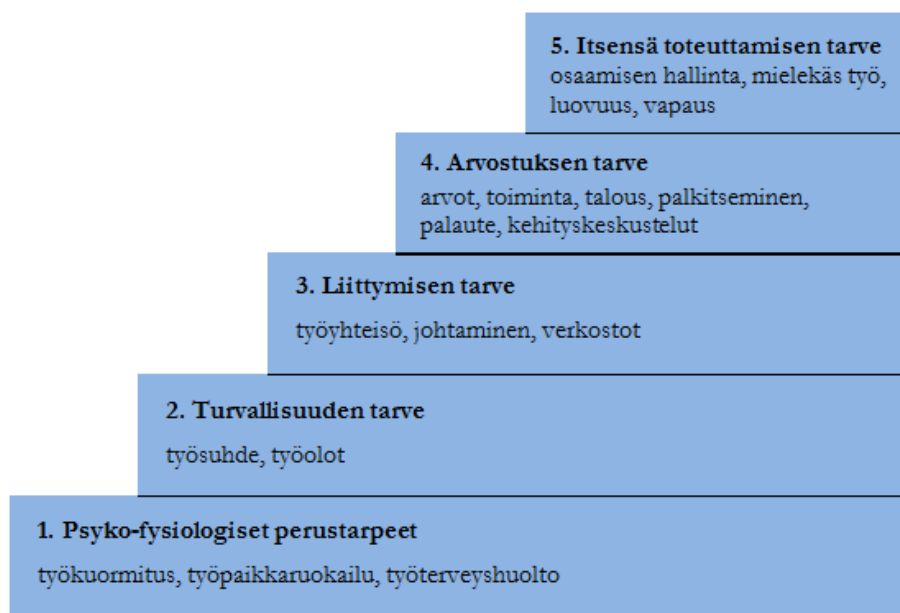 5. Itsensä toteuttamisen tarve
osaamisen hallinta, mielekäs työ,
luovuus, vapaus
4. Arvostuksen tarve
arvot, toiminta, talous, palkitseminen,
palaute, kehityskeskustelut
3. Liittymisen tarve
työyhteisö, johtaminen, verkostot
2. Turvallisuuden tarve
työsuhde, työolot
1. Psyko-fysiologiset perustarpeet
työkuormitus, työpaikkaruokailu, työterveyshuolto